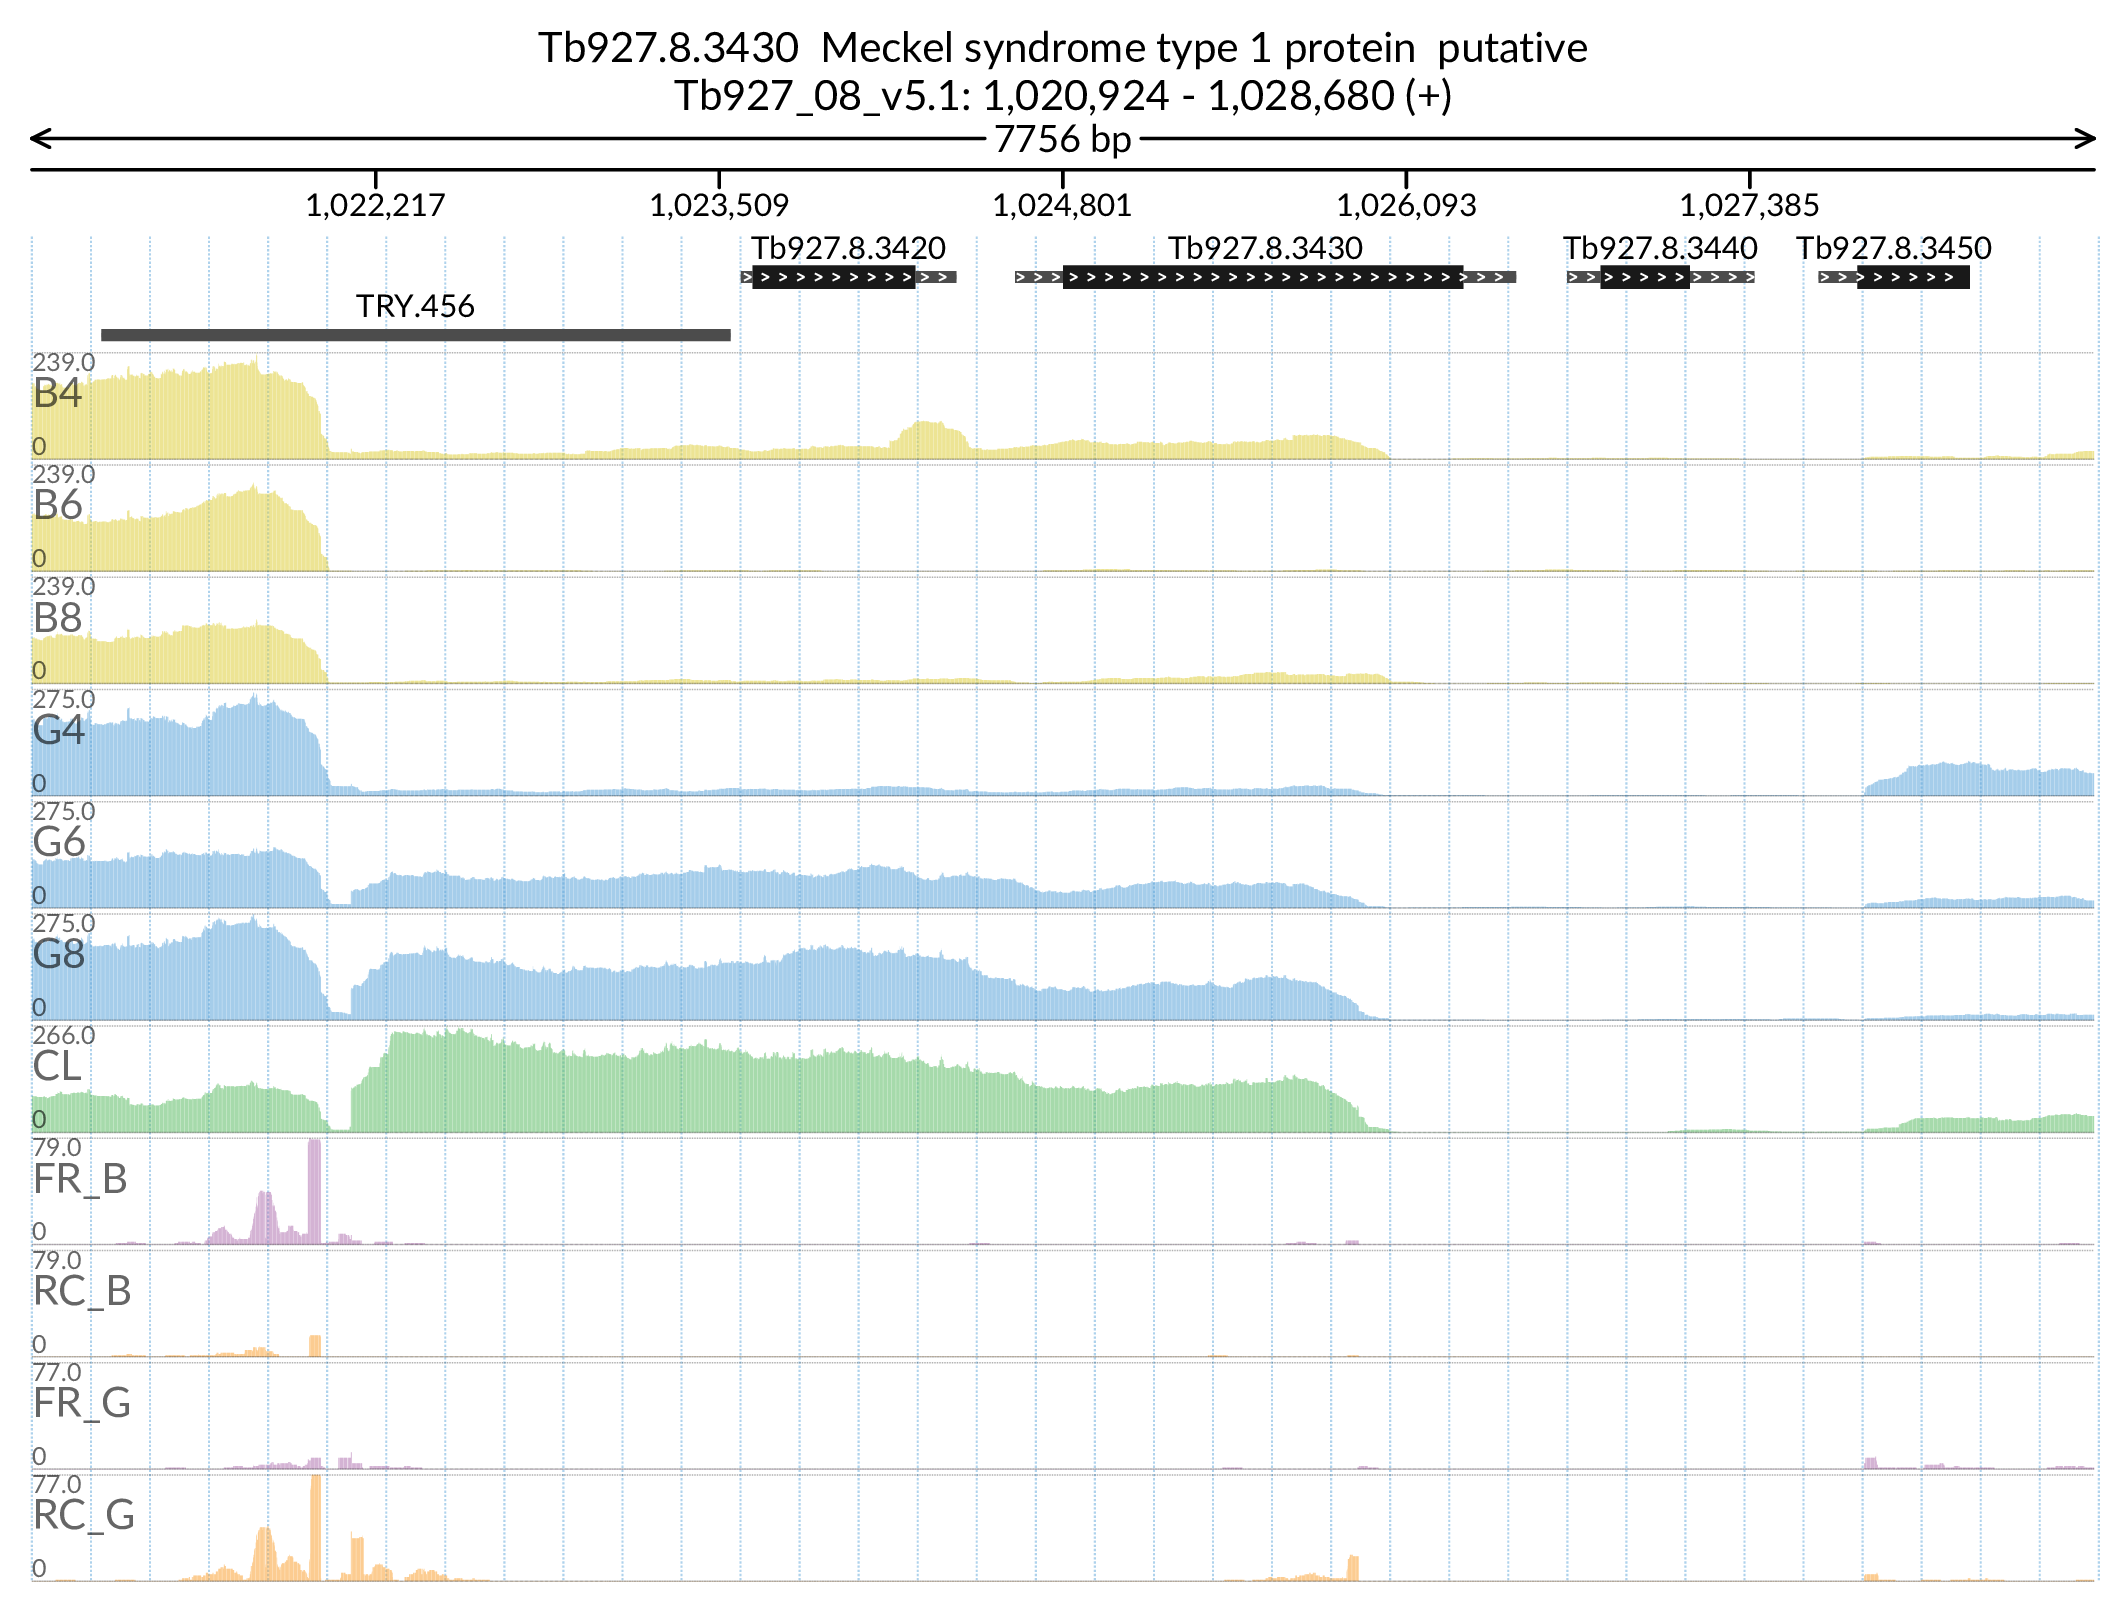 Tb927.8.3430 Meckel syndrome type 1 protein putative
Tb927_08_v5.1: 1,020,924 - 1,028,680 (+)
7756 bp
1,022,217 1,023,509 1,024,801 1,026,093 1,027,385
Tb927.8.3420 Tb927.8.3430 Tb927.8.3440 Tb927.8.3450
TRY.456
239.0
B4
0
239.0
B6
0
239.0
B8
0
275.0
G4
0
275.0
G6
0
275.0
G8
0
266.0
CL
0
79.0
FR_B
0
79.0
RC_B
0
77.0
FR_G
0
77.0
RC_G
0